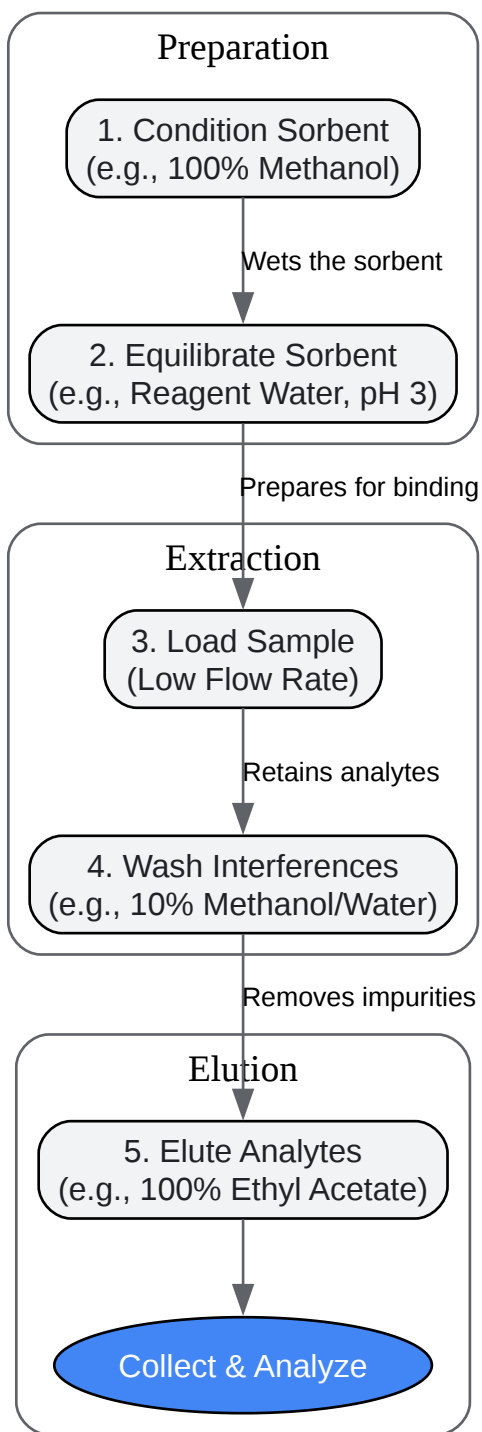 Preparation
1. Condition Sorbent
(e.g., 100% Methanol)
Wets the sorbent
2. Equilibrate Sorbent
(e.g., Reagent Water, pH 3)
Prepares for binding
Extraction
3. Load Sample
(Low Flow Rate)
Retains analytes
4. Wash Interferences
(e.g., 10% Methanol/Water)
Removes impurities
Elution
5. Elute Analytes
(e.g., 100% Ethyl Acetate)
Collect & Analyze